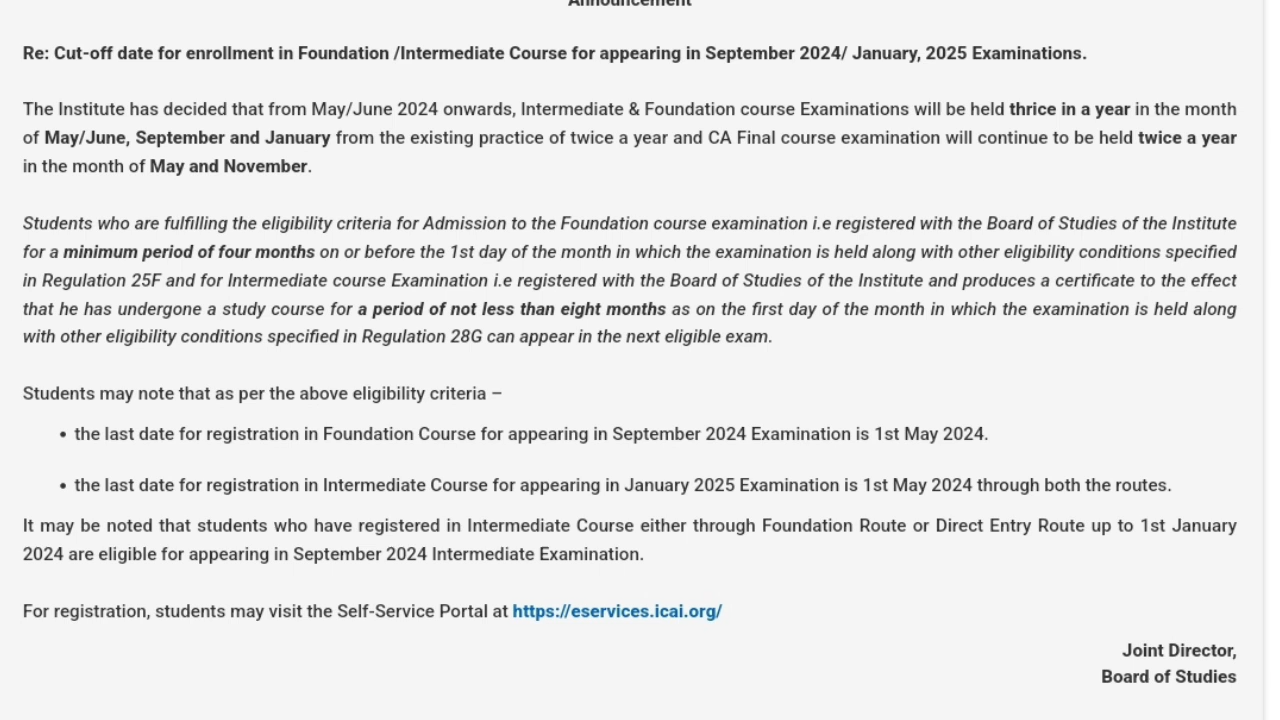 Announcement
Re: Cut-off date for enrollment in Foundation /Intermediate Course for appearing in September 2024/ January, 2025 Examinations.
The Institute has decided that from May/June 2024 onwards, Intermediate & Foundation course Examinations will be held thrice in a year in the month
of May/June, September and January from the existing practice of twice a year and CA Final course examination will continue to be held twice a year
in the month of May and November.
Students who are fulfilling the eligibility criteria for Admission to the Foundation course examination i.e registered with the Board of Studies of the Institute
for a minimum period of four months on or before the 1st day of the month in which the examination is held along with other eligibility conditions specified
in Regulation 25F and for Intermediate course Examination i.e registered with the Board of Studies of the Institute and produces a certificate to the effect
that he has undergone a study course for a period of not less than eight months as on the first day of the month in which the examination is held along
with other eligibility conditions specified in Regulation 28G can appear in the next eligible exam.
Students may note that as per the above eligibility criteria –
• the last date for registration in Foundation Course for appearing in September 2024 Examination is 1st May 2024.
• the last date for registration in Intermediate Course for appearing in January 2025 Examination is 1st May 2024 through both the routes.
It may be noted that students who have registered in Intermediate Course either through Foundation Route or Direct Entry Route up to 1st January
2024 are eligible for appearing in September 2024 Intermediate Examination.
For registration, students may visit the Self-Service Portal at https://eservices.icai.org/
Joint Director,
Board of Studies